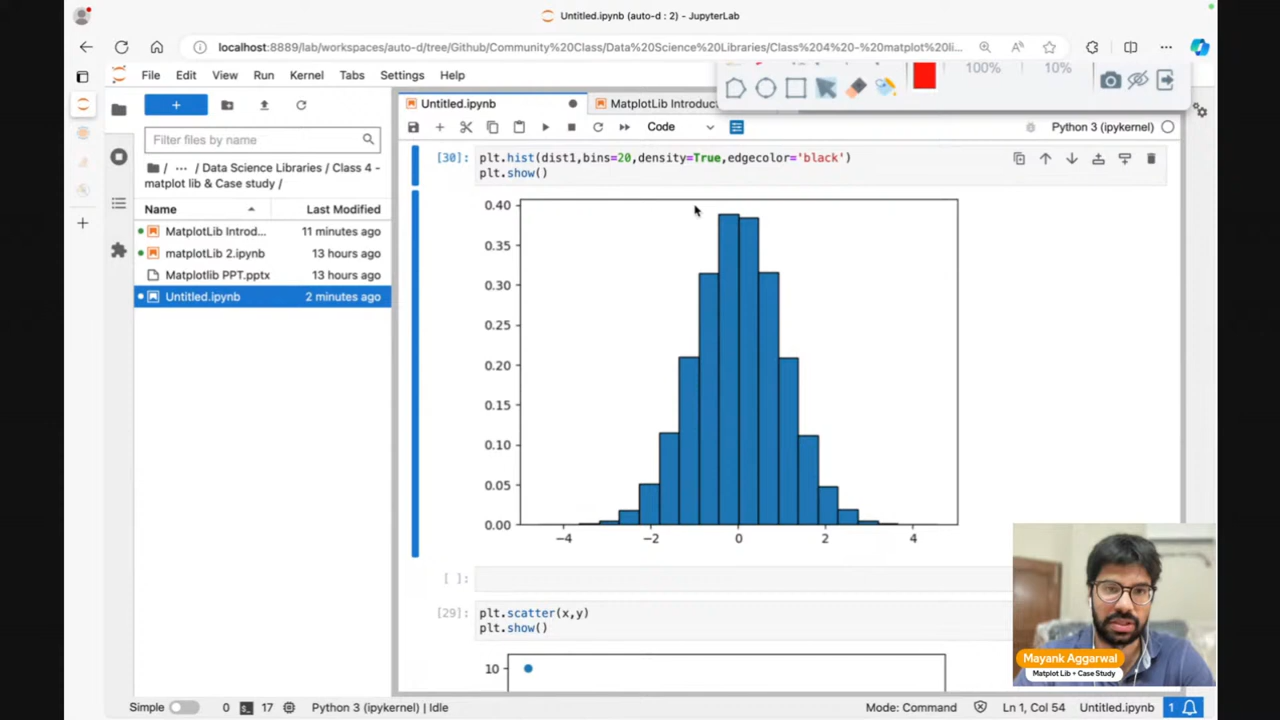 Untitled.ipynb (auto-d : 2) - JupyterLab
localhost:8889/lab/workspaces/auto-d/tree/Github/Community%20Class/Data%20Science%20Libraries/Class%204%20-%20matplot%20li...
File Edit View Run Kernel Tabs Settings Help
100% 10%
Untitled.ipynb
MatplotLib Introduc
Code
Python 3 (ipykernel)
Filter files by name
/ ... / Data Science Libraries / Class 4 -
matplot lib & Case study /
Name Last Modified
MatplotLib Introd... 11 minutes ago
matplotLib 2.ipynb 13 hours ago
Matplotlib PPT.pptx 13 hours ago
Untitled.ipynb 2 minutes ago
[30]: plt.hist(dist1,bins=20,density=True,edgecolor='black')
plt.show()
0.40
0.35
0.30
0.25
0.20
0.15
0.10
0.05
0.00
−4 −2 0 2 4
[ ]:
[29]: plt.scatter(x,y)
plt.show()
10
Mayank Aggarwal
Matplot Lib + Case Study
Simple 0 17 Python 3 (ipykernel) | Idle
Mode: Command Ln 1, Col 54 Untitled.ipynb 1